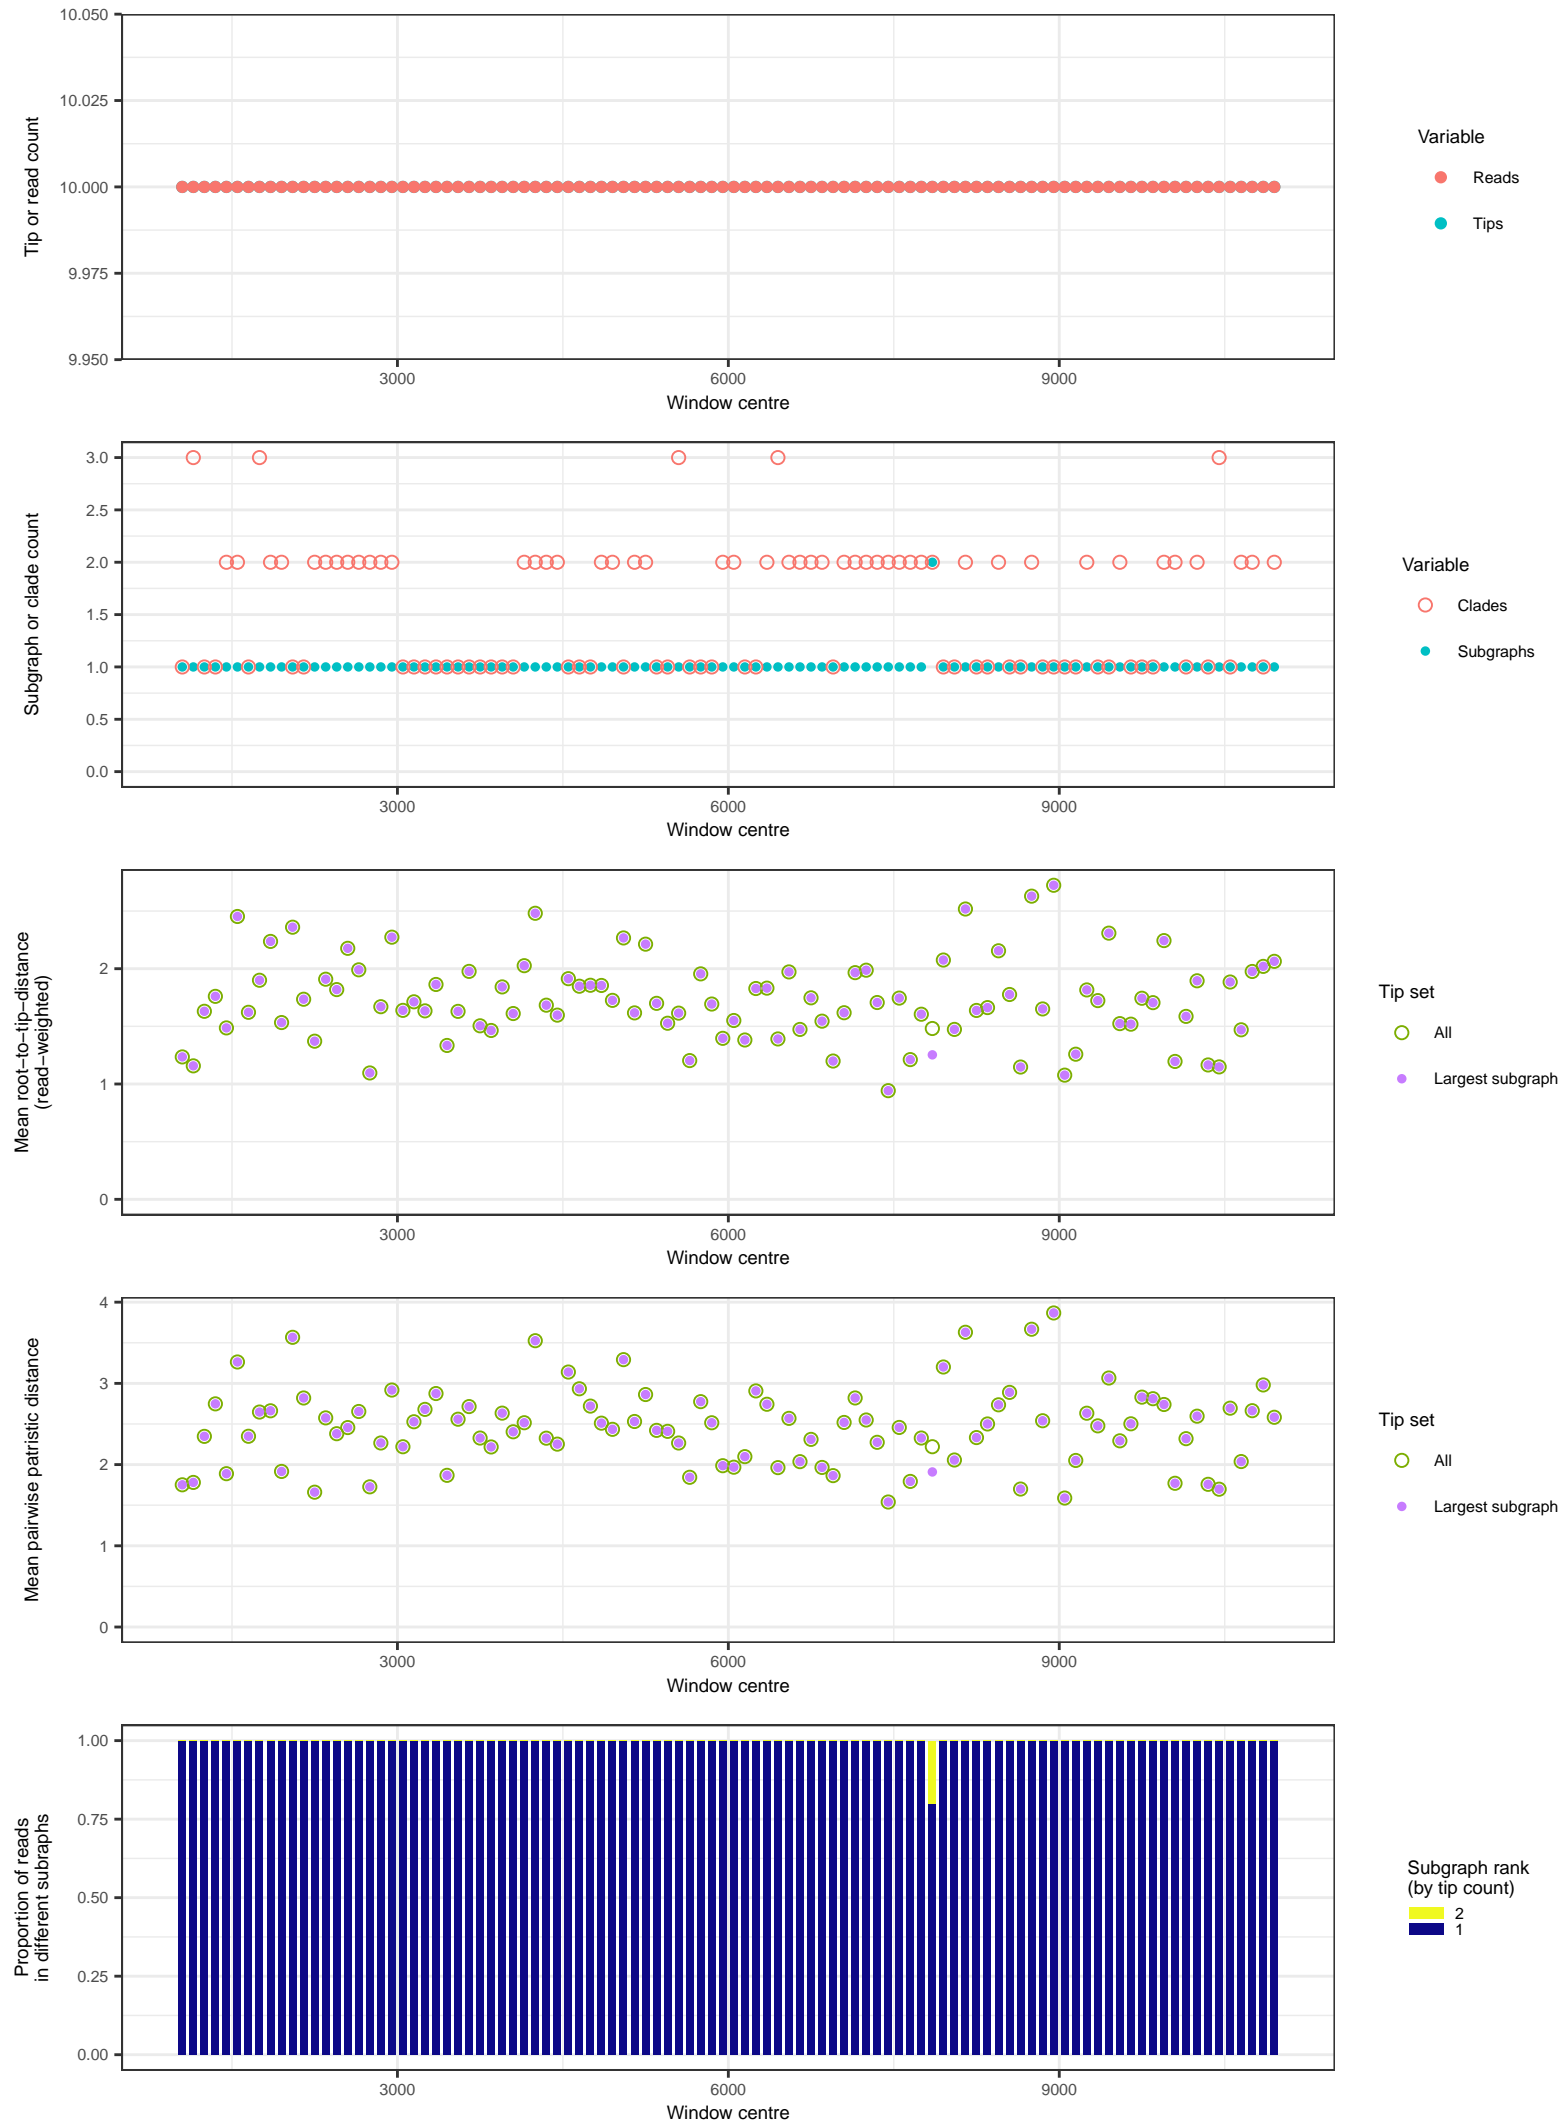 10.050
10.025
10.000
9.975
9.950
Tip or read count
3000 6000 9000
Window centre
Variable
Reads
Tips
3.0
2.5
2.0
1.5
1.0
0.5
0.0
Subgraph or clade count
3000 6000 9000
Window centre
Variable
Clades
Subgraphs
2
1
0
Mean root−to−tip−distance
(read−weighted)
3000 6000 9000
Window centre
Tip set
All
Largest subgraph
4
3
2
1
0
Mean pairwise patristic distance
3000 6000 9000
Window centre
Tip set
All
Largest subgraph
1.00
0.75
0.50
0.25
0.00
Proportion of reads
in different subraphs
3000 6000 9000
Window centre
Subgraph rank
(by tip count)
2
1